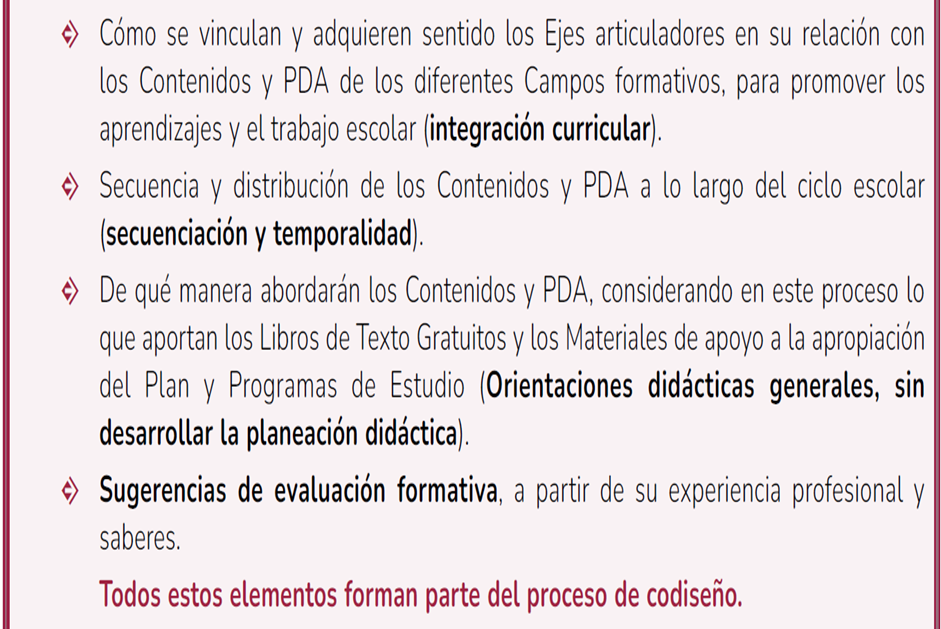 Cómo se vinculan y adquieren sentido los Ejes articuladores en su relación con
los Contenidos y PDA de los diferentes Campos formativos, para promover los
aprendizajes y el trabajo escolar (integración curricular).
Secuencia y distribución de los Contenidos y PDA a lo largo del ciclo escolar
(secuenciación y temporalidad).
De qué manera abordarán los Contenidos y PDA, considerando en este proceso lo
que aportan los Libros de Texto Gratuitos y los Materiales de apoyo a la apropiación
del Plan y Programas de Estudio (Orientaciones didácticas generales, sin
desarrollar la planeación didáctica).
Sugerencias de evaluación formativa, a partir de su experiencia profesional y
saberes.
Todos estos elementos forman parte del proceso de codiseño.